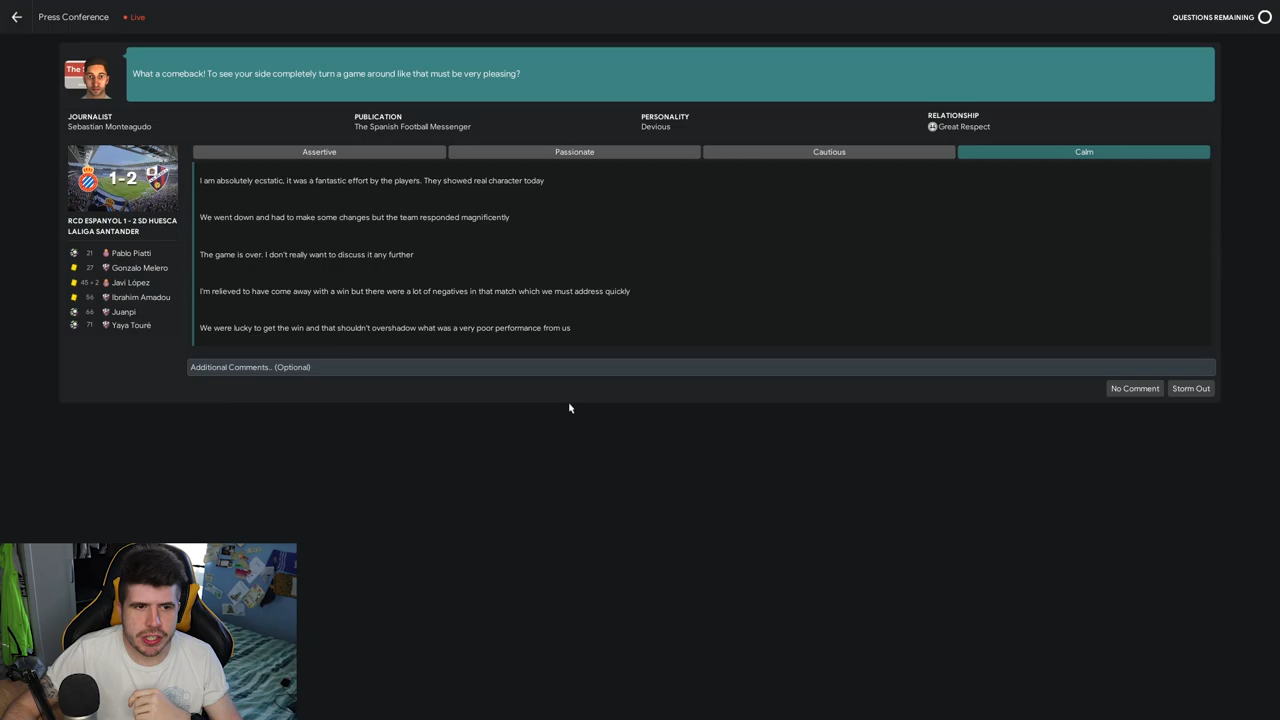 Press Conference
Live
QUESTIONS REMAINING
What a comeback! To see your side completely turn a game around like that must be very pleasing?
JOURNALIST
Sebastian Monteagudo
PUBLICATION
The Spanish Football Messenger
PERSONALITY
Devious
RELATIONSHIP
Great Respect
Assertive
Passionate
Cautious
Calm
1-2
RCD ESPANYOL 1 - 2 SD HUESCA
LALIGA SANTANDER
21 Pablo Piatti
27 Gonzalo Melero
45 + 2 Javi López
56 Ibrahim Amadou
66 Juanpi
71 Yaya Touré
I am absolutely ecstatic, it was a fantastic effort by the players. They showed real character today
We went down and had to make some changes but the team responded magnificently
The game is over. I don't really want to discuss it any further
I'm relieved to have come away with a win but there were a lot of negatives in that match which we must address quickly
We were lucky to get the win and that shouldn't overshadow what was a very poor performance from us
Additional Comments.. (Optional)
No Comment
Storm Out